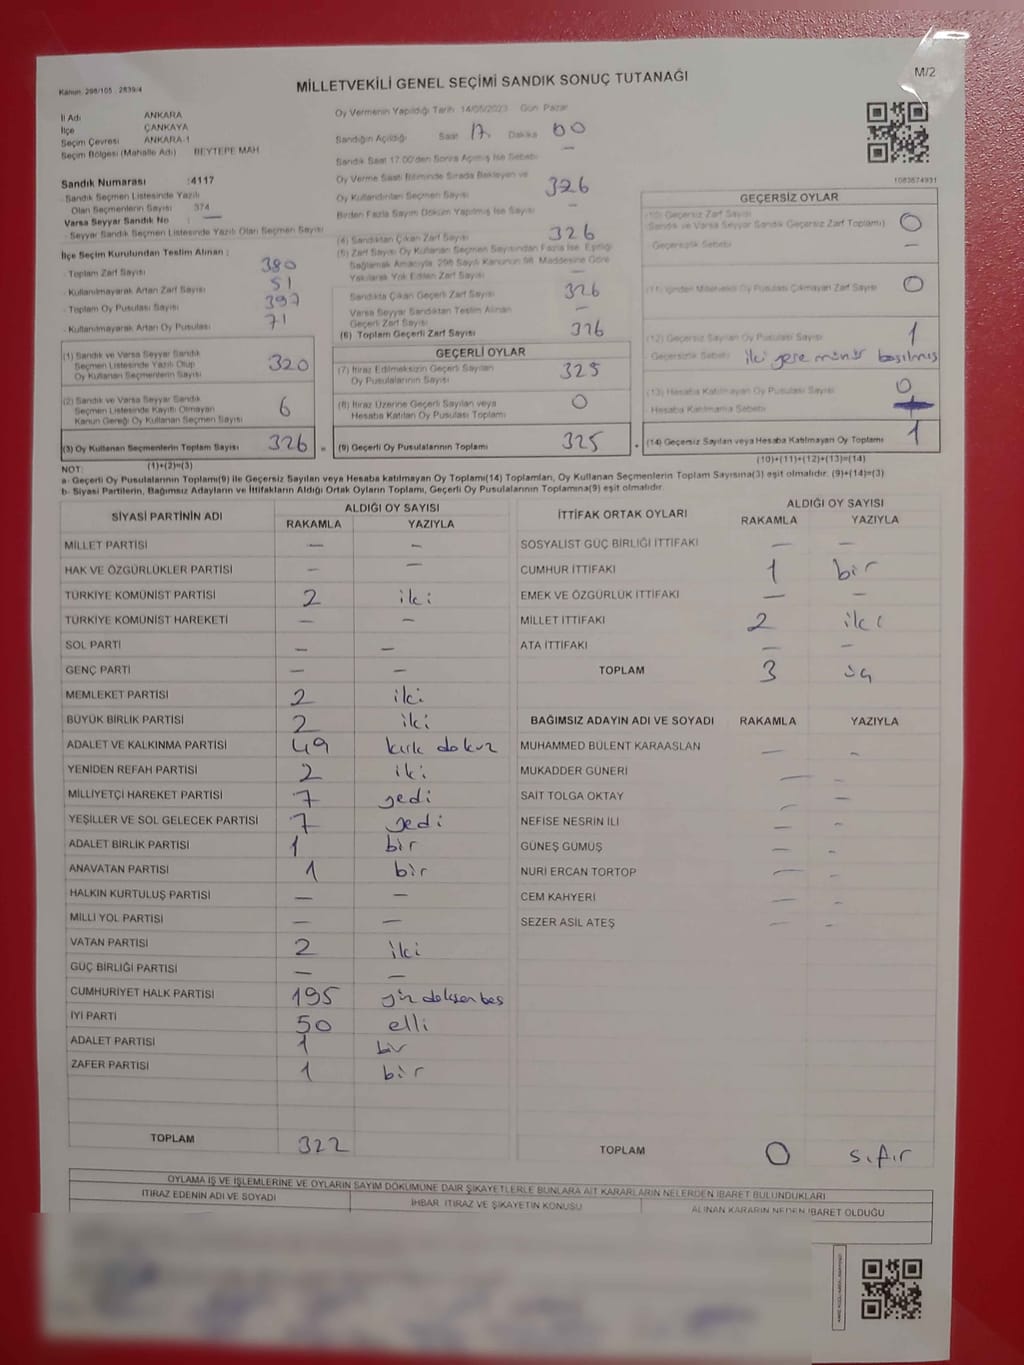 M/2
Kanun: 298/105 , 2839/4
MİLLETVEKİLİ GENEL SEÇİMİ SANDIK SONUÇ TUTANAĞI
İl Adı ANKARA
İlçe ÇANKAYA
Seçim Çevresi ANKARA-1
Seçim Bölgesi (Mahalle Adı) BEYTEPE MAH.
Sandık Numarası :4117
- Sandık Seçmen Listesinde Yazılı
Olan Seçmenlerin Sayısı 374
Varsa Seyyar Sandık No : —
- Seyyar Sandık Seçmen Listesinde Yazılı Olan Seçmen Sayısı
İlçe Seçim Kurulundan Teslim Alınan :
- Toplam Zarf Sayısı 380
- Kullanılmayarak Artan Zarf Sayısı 51
- Toplam Oy Pusulası Sayısı 397
- Kullanılmayarak Artan Oy Pusulası 71
(1) Sandık ve Varsa Seyyar Sandık
Seçmen Listesinde Yazılı Olup
Oy Kullanan Seçmenlerin Sayısı 320
(2) Sandık ve Varsa Seyyar Sandık
Seçmen Listesinde Kayıtlı Olmayan
Kanun Gereği Oy Kullanan Seçmen Sayısı 6
(3) Oy Kullanan Seçmenlerin Toplam Sayısı 326 =
(1)+(2)=(3)
Oy Vermenin Yapıldığı Tarih 14/05/2023 Gün Pazar
Sandığın Açıldığı Saat 17 Dakika 00
Sandık Saat 17.00'den Sonra Açılmış İse Sebebi —
Oy Verme Saati Bitiminde Sırada Bekleyen ve
Oy Kullandırılan Seçmen Sayısı 326
Birden Fazla Sayım Döküm Yapılmış İse Sayısı —
(4) Sandıktan Çıkan Zarf Sayısı 326
(5) Zarf Sayısı Oy Kullanan Seçmen Sayısından Fazla İse, Eşitliği
Sağlamak Amacıyla 298 Sayılı Kanunun 98. Maddesine Göre
Yakılarak Yok Edilen Zarf Sayısı —
Sandıkta Çıkan Geçerli Zarf Sayısı 326
Varsa Seyyar Sandıktan Teslim Alınan
Geçerli Zarf Sayısı —
(6) Toplam Geçerli Zarf Sayısı 326
GEÇERLİ OYLAR
(7) İtiraz Edilmeksizin Geçerli Sayılan
Oy Pusulalarının Sayısı 325
(8) İtiraz Üzerine Geçerli Sayılan veya
Hesaba Katılan Oy Pusulası Toplamı 0
(9) Geçerli Oy Pusulalarının Toplamı 325 +
1083674931
GEÇERSİZ OYLAR
(10) Geçersiz Zarf Sayısı
(Sandık ve Varsa Seyyar Sandık Geçersiz Zarf Toplamı) 0
- Geçersizlik Sebebi —
(11) İçinden Milletvekili Oy Pusulası Çıkmayan Zarf Sayısı 0
(12) Geçersiz Sayılan Oy Pusulası Sayısı 1
- Geçersizlik Sebebi iki yere mühür basılmış
(13) Hesaba Katılmayan Oy Pusulası Sayısı 0
Hesaba Katılmama Sebebi
(14) Geçersiz Sayılan veya Hesaba Katılmayan Oy Toplamı 1
(10)+(11)+(12)+(13)=(14)
NOT:
a- Geçerli Oy Pusulalarının Toplamı(9) ile Geçersiz Sayılan veya Hesaba katılmayan Oy Toplamı(14) Toplamları, Oy Kullanan Seçmenlerin Toplam Sayısına(3) eşit olmalıdır. (9)+(14)=(3)
b- Siyasi Partilerin, Bağımsız Adayların ve İttifakların Aldığı Ortak Oyların Toplamı, Geçerli Oy Pusulalarının Toplamına(9) eşit olmalıdır.
SİYASİ PARTİNİN ADI ALDIĞI OY SAYISI
RAKAMLA YAZIYLA
MİLLET PARTİSİ — —
HAK VE ÖZGÜRLÜKLER PARTİSİ — —
TÜRKİYE KOMÜNİST PARTİSİ 2 iki
TÜRKİYE KOMÜNİST HAREKETİ — —
SOL PARTİ — —
GENÇ PARTİ — —
MEMLEKET PARTİSİ 2 iki
BÜYÜK BİRLİK PARTİSİ 2 iki
ADALET VE KALKINMA PARTİSİ 49 kırk dokuz
YENİDEN REFAH PARTİSİ 2 iki
MİLLİYETÇİ HAREKET PARTİSİ 7 yedi
YEŞİLLER VE SOL GELECEK PARTİSİ 7 yedi
ADALET BİRLİK PARTİSİ 1 bir
ANAVATAN PARTİSİ 1 bir
HALKIN KURTULUŞ PARTİSİ — —
MİLLİ YOL PARTİSİ — —
VATAN PARTİSİ 2 iki
GÜÇ BİRLİĞİ PARTİSİ — —
CUMHURİYET HALK PARTİSİ 195 yüz doksan beş
İYİ PARTİ 50 elli
ADALET PARTİSİ 1 bir
ZAFER PARTİSİ 1 bir
TOPLAM 322
İTTİFAK ORTAK OYLARI ALDIĞI OY SAYISI
RAKAMLA YAZIYLA
SOSYALİST GÜÇ BİRLİĞİ İTTİFAKI — —
CUMHUR İTTİFAKI 1 bir
EMEK VE ÖZGÜRLÜK İTTİFAKI — —
MİLLET İTTİFAKI 2 iki
ATA İTTİFAKI — —
TOPLAM 3 üç
BAĞIMSIZ ADAYIN ADI VE SOYADI RAKAMLA YAZIYLA
MUHAMMED BÜLENT KARAASLAN — —
MUKADDER GÜNERİ — —
SAİT TOLGA OKTAY — —
NEFİSE NESRİN İLİ — —
GÜNEŞ GÜMÜŞ — —
NURİ ERCAN TORTOP — —
CEM KAHYERİ — —
SEZER ASİL ATEŞ — —
TOPLAM 0 sıfır
OYLAMA İŞ VE İŞLEMLERİNE VE OYLARIN SAYIM DÖKÜMÜNE DAİR ŞİKAYETLERLE BUNLARA AİT KARARLARIN NELERDEN İBARET BULUNDUKLARI
İTİRAZ EDENİN ADI VE SOYADI İHBAR, İTİRAZ VE ŞİKAYETİN KONUSU ALINAN KARARIN NEDEN İBARET OLDUĞU